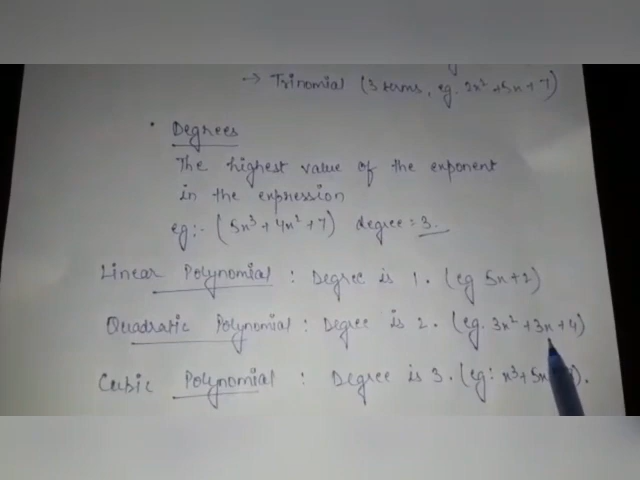 → Trinomial (3 terms, eg. 2x² + 5x + 7)
• Degrees
The highest value of the exponent
in the expression
eg:- (5x³ + 4x² + 7) degree = 3.
Linear Polynomial : Degree is 1. (eg 5x + 2)
Quadratic Polynomial : Degree is 2. (eg. 3x² + 3x + 4)
Cubic Polynomial : Degree is 3. (eg: x³ + 5x ).